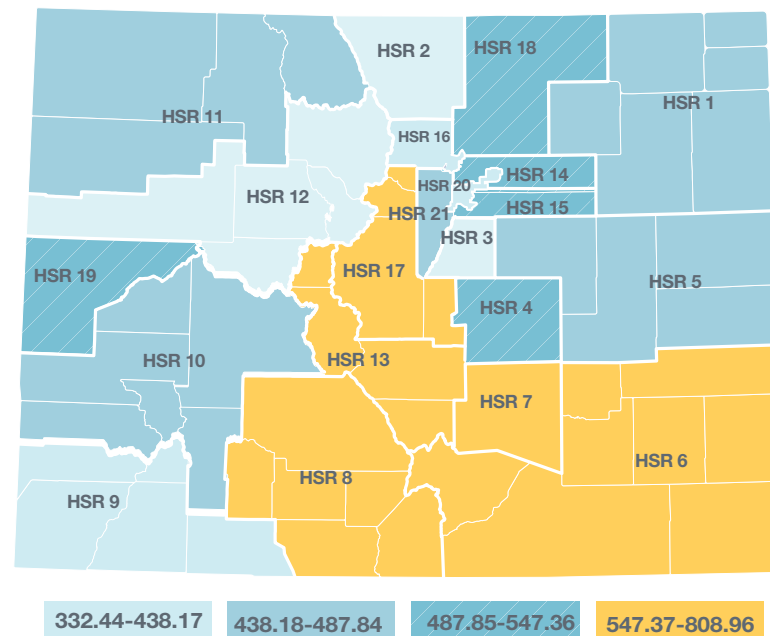 HSR 2
HSR 18
HSR 1
HSR 11
HSR 16
HSR 14
HSR 20
HSR 12
HSR 15
HSR 21
HSR 3
HSR 17
HSR 19
HSR 5
HSR 4
HSR 10
HSR 13
HSR 7
HSR 6
HSR 8
HSR 9
332.44-438.17
438.18-487.84
487.85-547.36
547.37-808.96